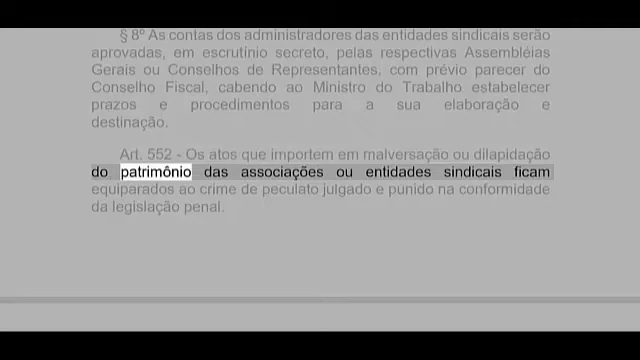 § 8º As contas dos administradores das entidades sindicais serão
aprovadas, em escrutínio secreto, pelas respectivas Assembléias
Gerais ou Conselhos de Representantes, com prévio parecer do
Conselho Fiscal, cabendo ao Ministro do Trabalho estabelecer
prazos e procedimentos para a sua elaboração e
destinação.
Art. 552 - Os atos que importem em malversação ou dilapidação
do patrimônio das associações ou entidades sindicais ficam
equiparados ao crime de peculato julgado e punido na conformidade
da legislação penal.